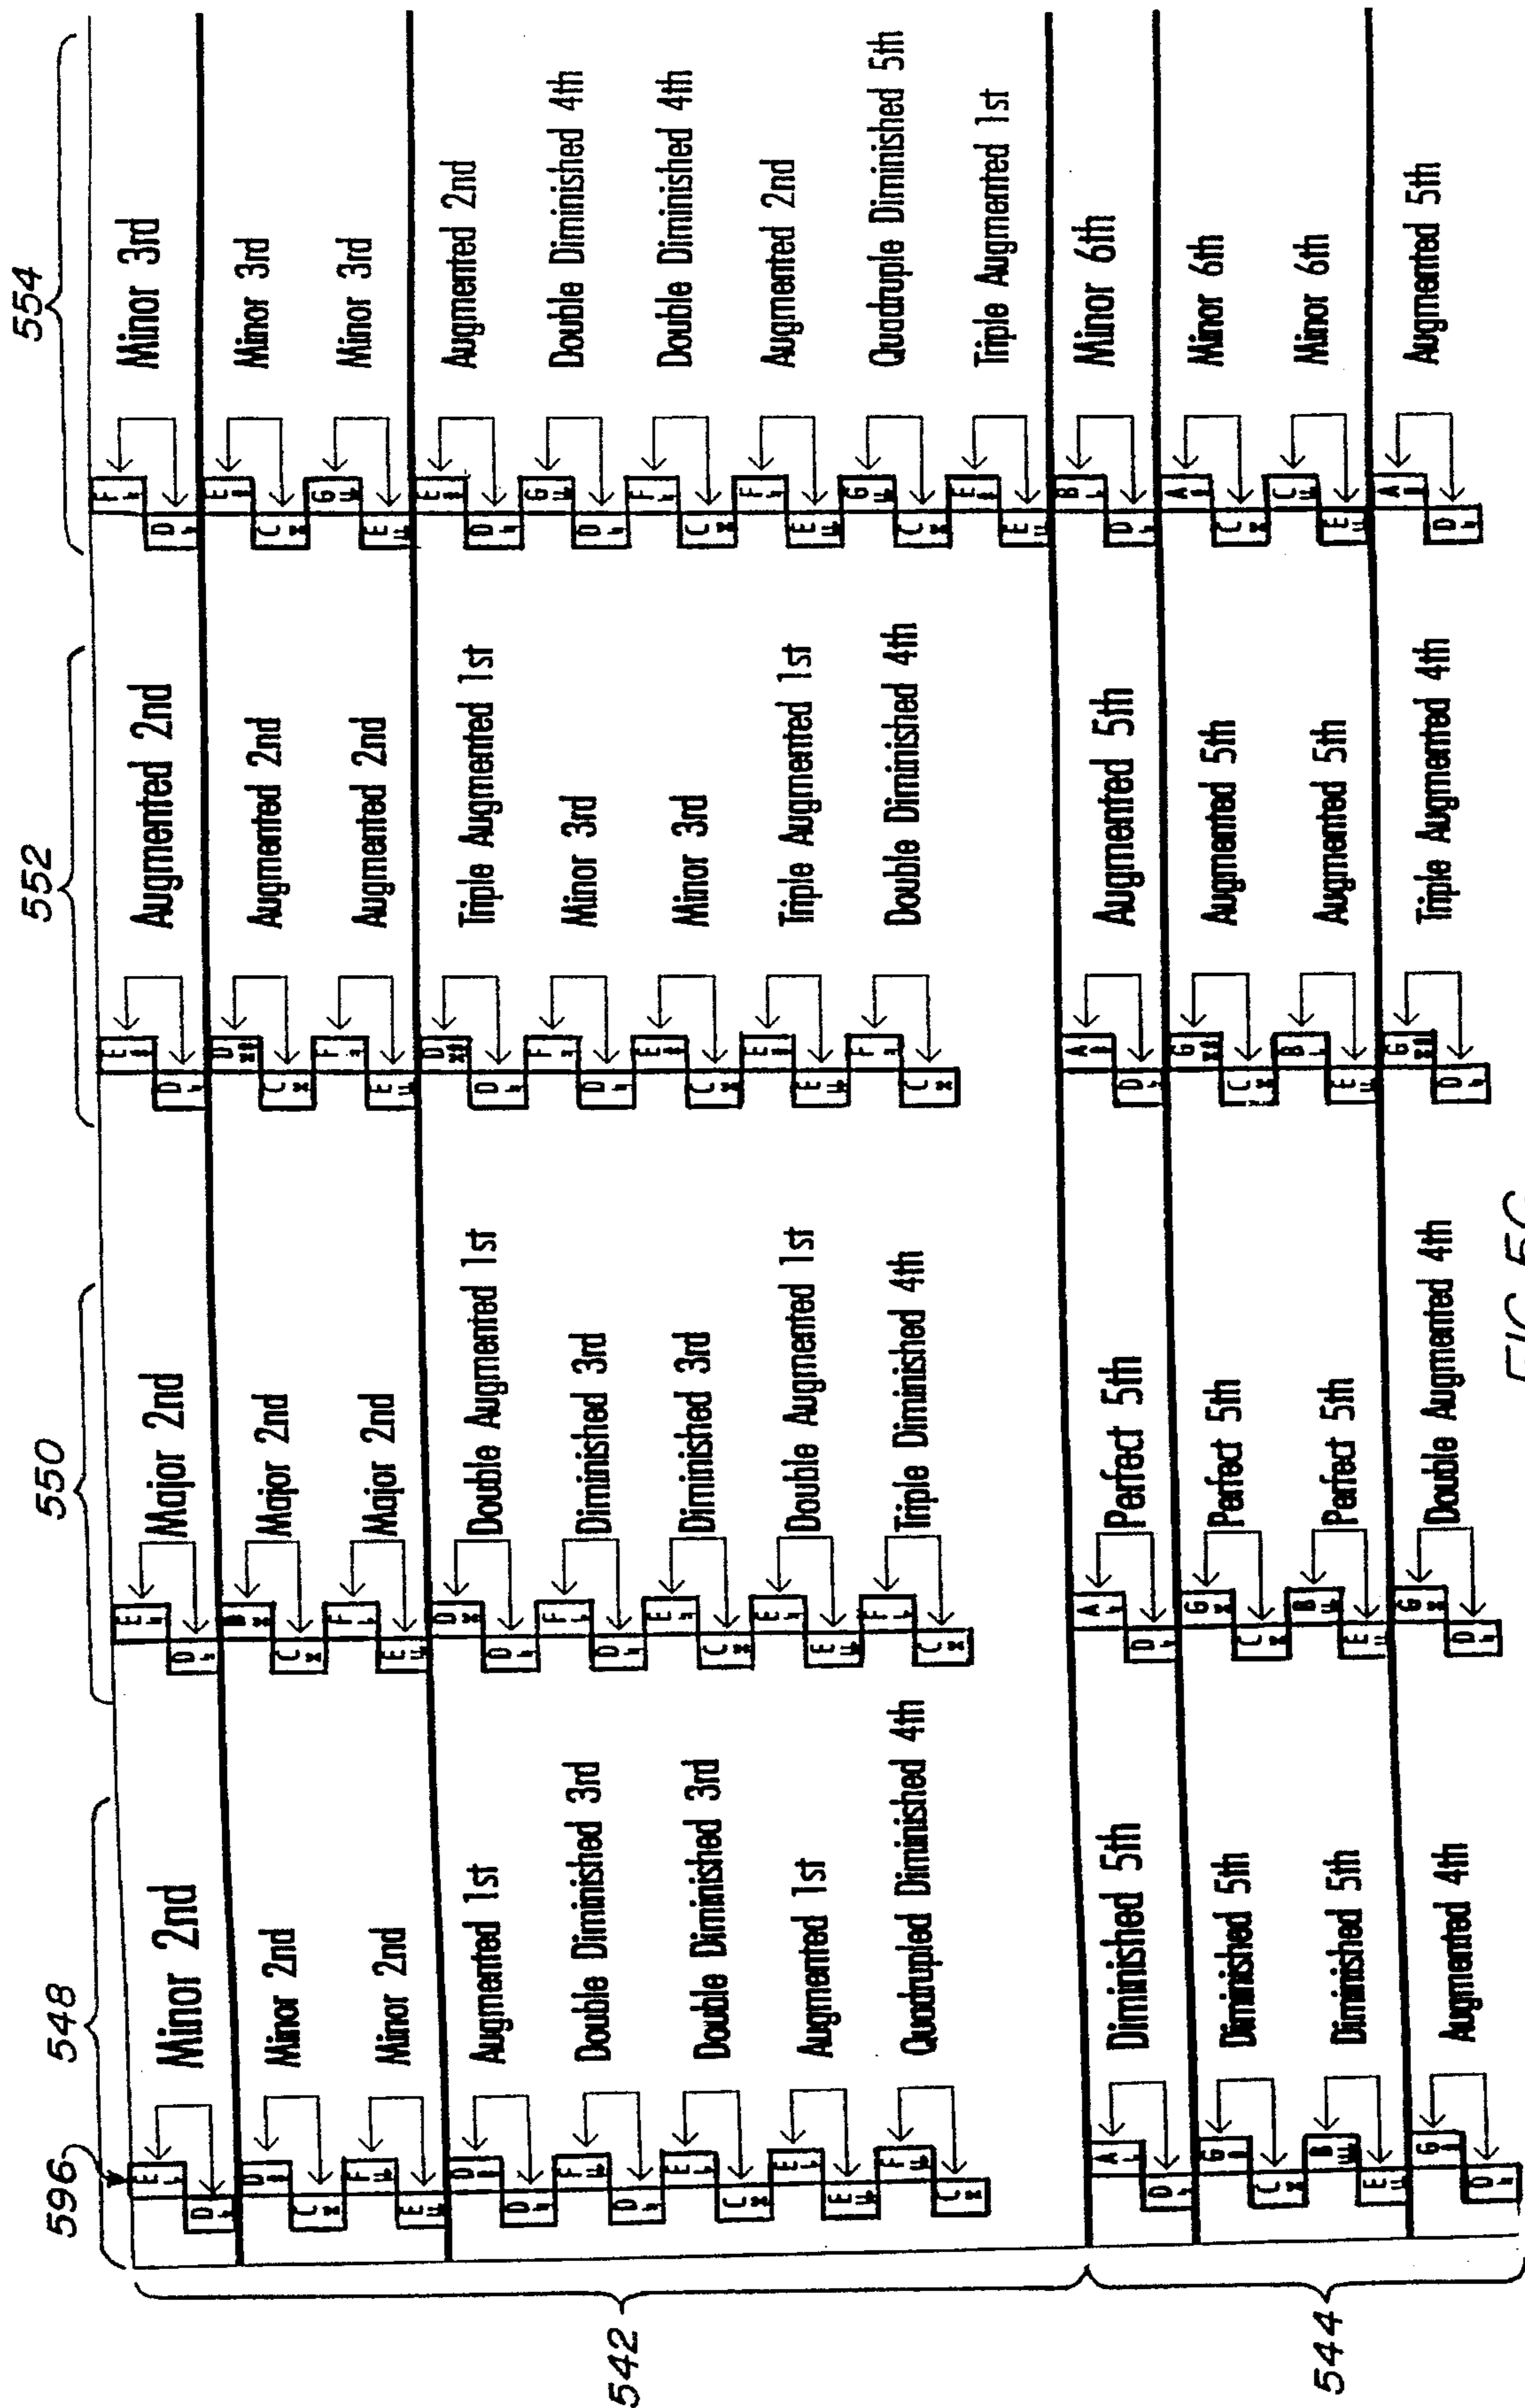 596 548 550 552 554
E Minor 2nd E Major 2nd E Augmented 2nd F Minor 3rd
D D D D
D Minor 2nd B Major 2nd D Augmented 2nd E Minor 3rd
C C C C
F Minor 2nd F Major 2nd F Augmented 2nd G Minor 3rd
E E E E
D Augmented 1st D Double Augmented 1st D Triple Augmented 1st E Augmented 2nd
D D D D
542
F Double Diminished 3rd F Diminished 3rd F Minor 3rd G Double Diminished 4th
D D D D
E Double Diminished 3rd E Diminished 3rd E Minor 3rd F Double Diminished 4th
C C C C
E Augmented 1st E Double Augmented 1st E Triple Augmented 1st F Augmented 2nd
E E E E
F Quadrupled Diminished 4th F Triple Diminished 4th F Double Diminished 4th G Quadruple Diminished 5th
C C C C
E Triple Augmented 1st
E
A Diminished 5th A Perfect 5th A Augmented 5th B Minor 6th
D D D D
G Diminished 5th G Perfect 5th G Augmented 5th A Minor 6th
C C C C
544
B Diminished 5th B Perfect 5th B Augmented 5th C Minor 6th
E E E E
G Augmented 4th G Double Augmented 4th G Triple Augmented 4th A Augmented 5th
D D D D
FIG. 5C